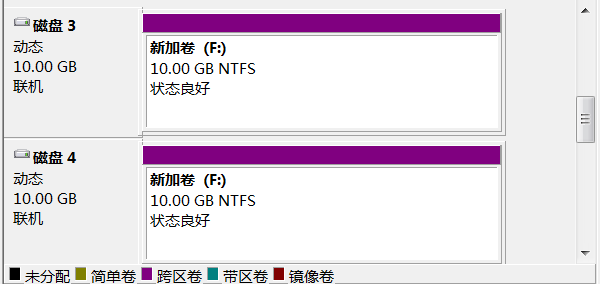 磁盘 3
动态
10.00 GB
联机
新加卷 (F:)
10.00 GB NTFS
状态良好
磁盘 4
动态
10.00 GB
联机
新加卷 (F:)
10.00 GB NTFS
状态良好
未分配 简单卷 跨区卷 带区卷 镜像卷